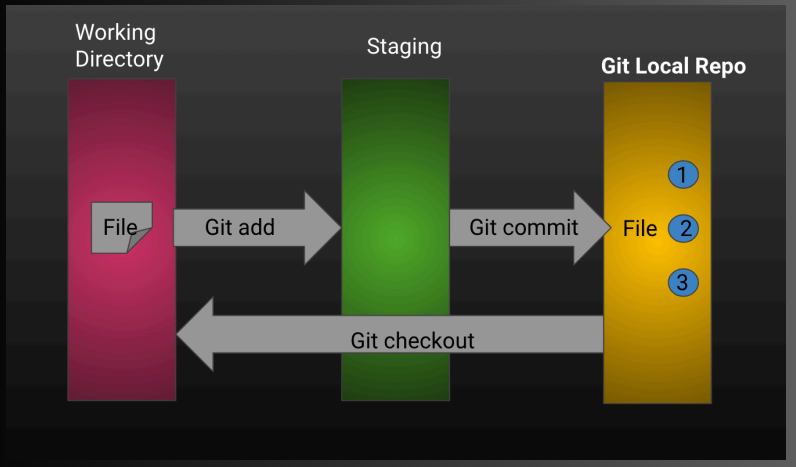 Working
Directory
Staging
Git Local Repo
File
Git add
Git commit
File
1
2
3
Git checkout